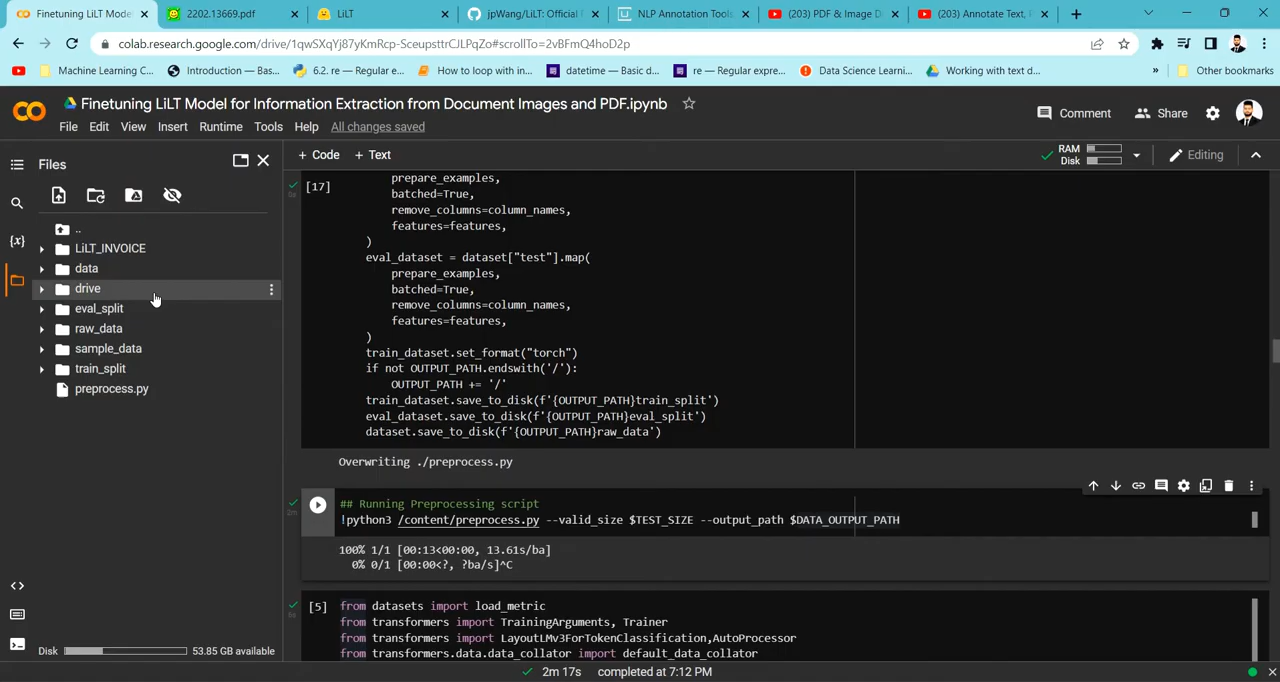 Finetuning LiLT Mode
2202.13669.pdf
LiLT
jpWang/LiLT: Official
NLP Annotation Tools
(203) PDF & Image D
(203) Annotate Text, P
colab.research.google.com/drive/1qwSXqYj87yKmRcp-SceupsttrCJLPqZo#scrollTo=2vBFmQ4hoD2p
Machine Learning C...
Introduction — Bas...
6.2. re — Regular e...
How to loop with in...
datetime — Basic d...
re — Regular expre...
Data Science Learni...
Working with text d...
»
Other bookmarks
Finetuning LiLT Model for Information Extraction from Document Images and PDF.ipynb
File Edit View Insert Runtime Tools Help All changes saved
Comment
Share
Files
+ Code + Text
RAM
Disk
Editing
..
LiLT_INVOICE
data
drive
eval_split
raw_data
sample_data
train_split
preprocess.py
[17]
prepare_examples,
batched=True,
remove_columns=column_names,
features=features,
)
eval_dataset = dataset["test"].map(
prepare_examples,
batched=True,
remove_columns=column_names,
features=features,
)
train_dataset.set_format("torch")
if not OUTPUT_PATH.endswith('/'):
OUTPUT_PATH += '/'
train_dataset.save_to_disk(f'{OUTPUT_PATH}train_split')
eval_dataset.save_to_disk(f'{OUTPUT_PATH}eval_split')
dataset.save_to_disk(f'{OUTPUT_PATH}raw_data')
Overwriting ./preprocess.py
## Running Preprocessing script
!python3 /content/preprocess.py --valid_size $TEST_SIZE --output_path $DATA_OUTPUT_PATH
2m
100% 1/1 [00:13<00:00, 13.61s/ba]
0% 0/1 [00:00<?, ?ba/s]^C
[5]
from datasets import load_metric
from transformers import TrainingArguments, Trainer
from transformers import LayoutLMv3ForTokenClassification,AutoProcessor
from transformers.data.data_collator import default_data_collator
Disk
53.85 GB available
2m 17s completed at 7:12 PM